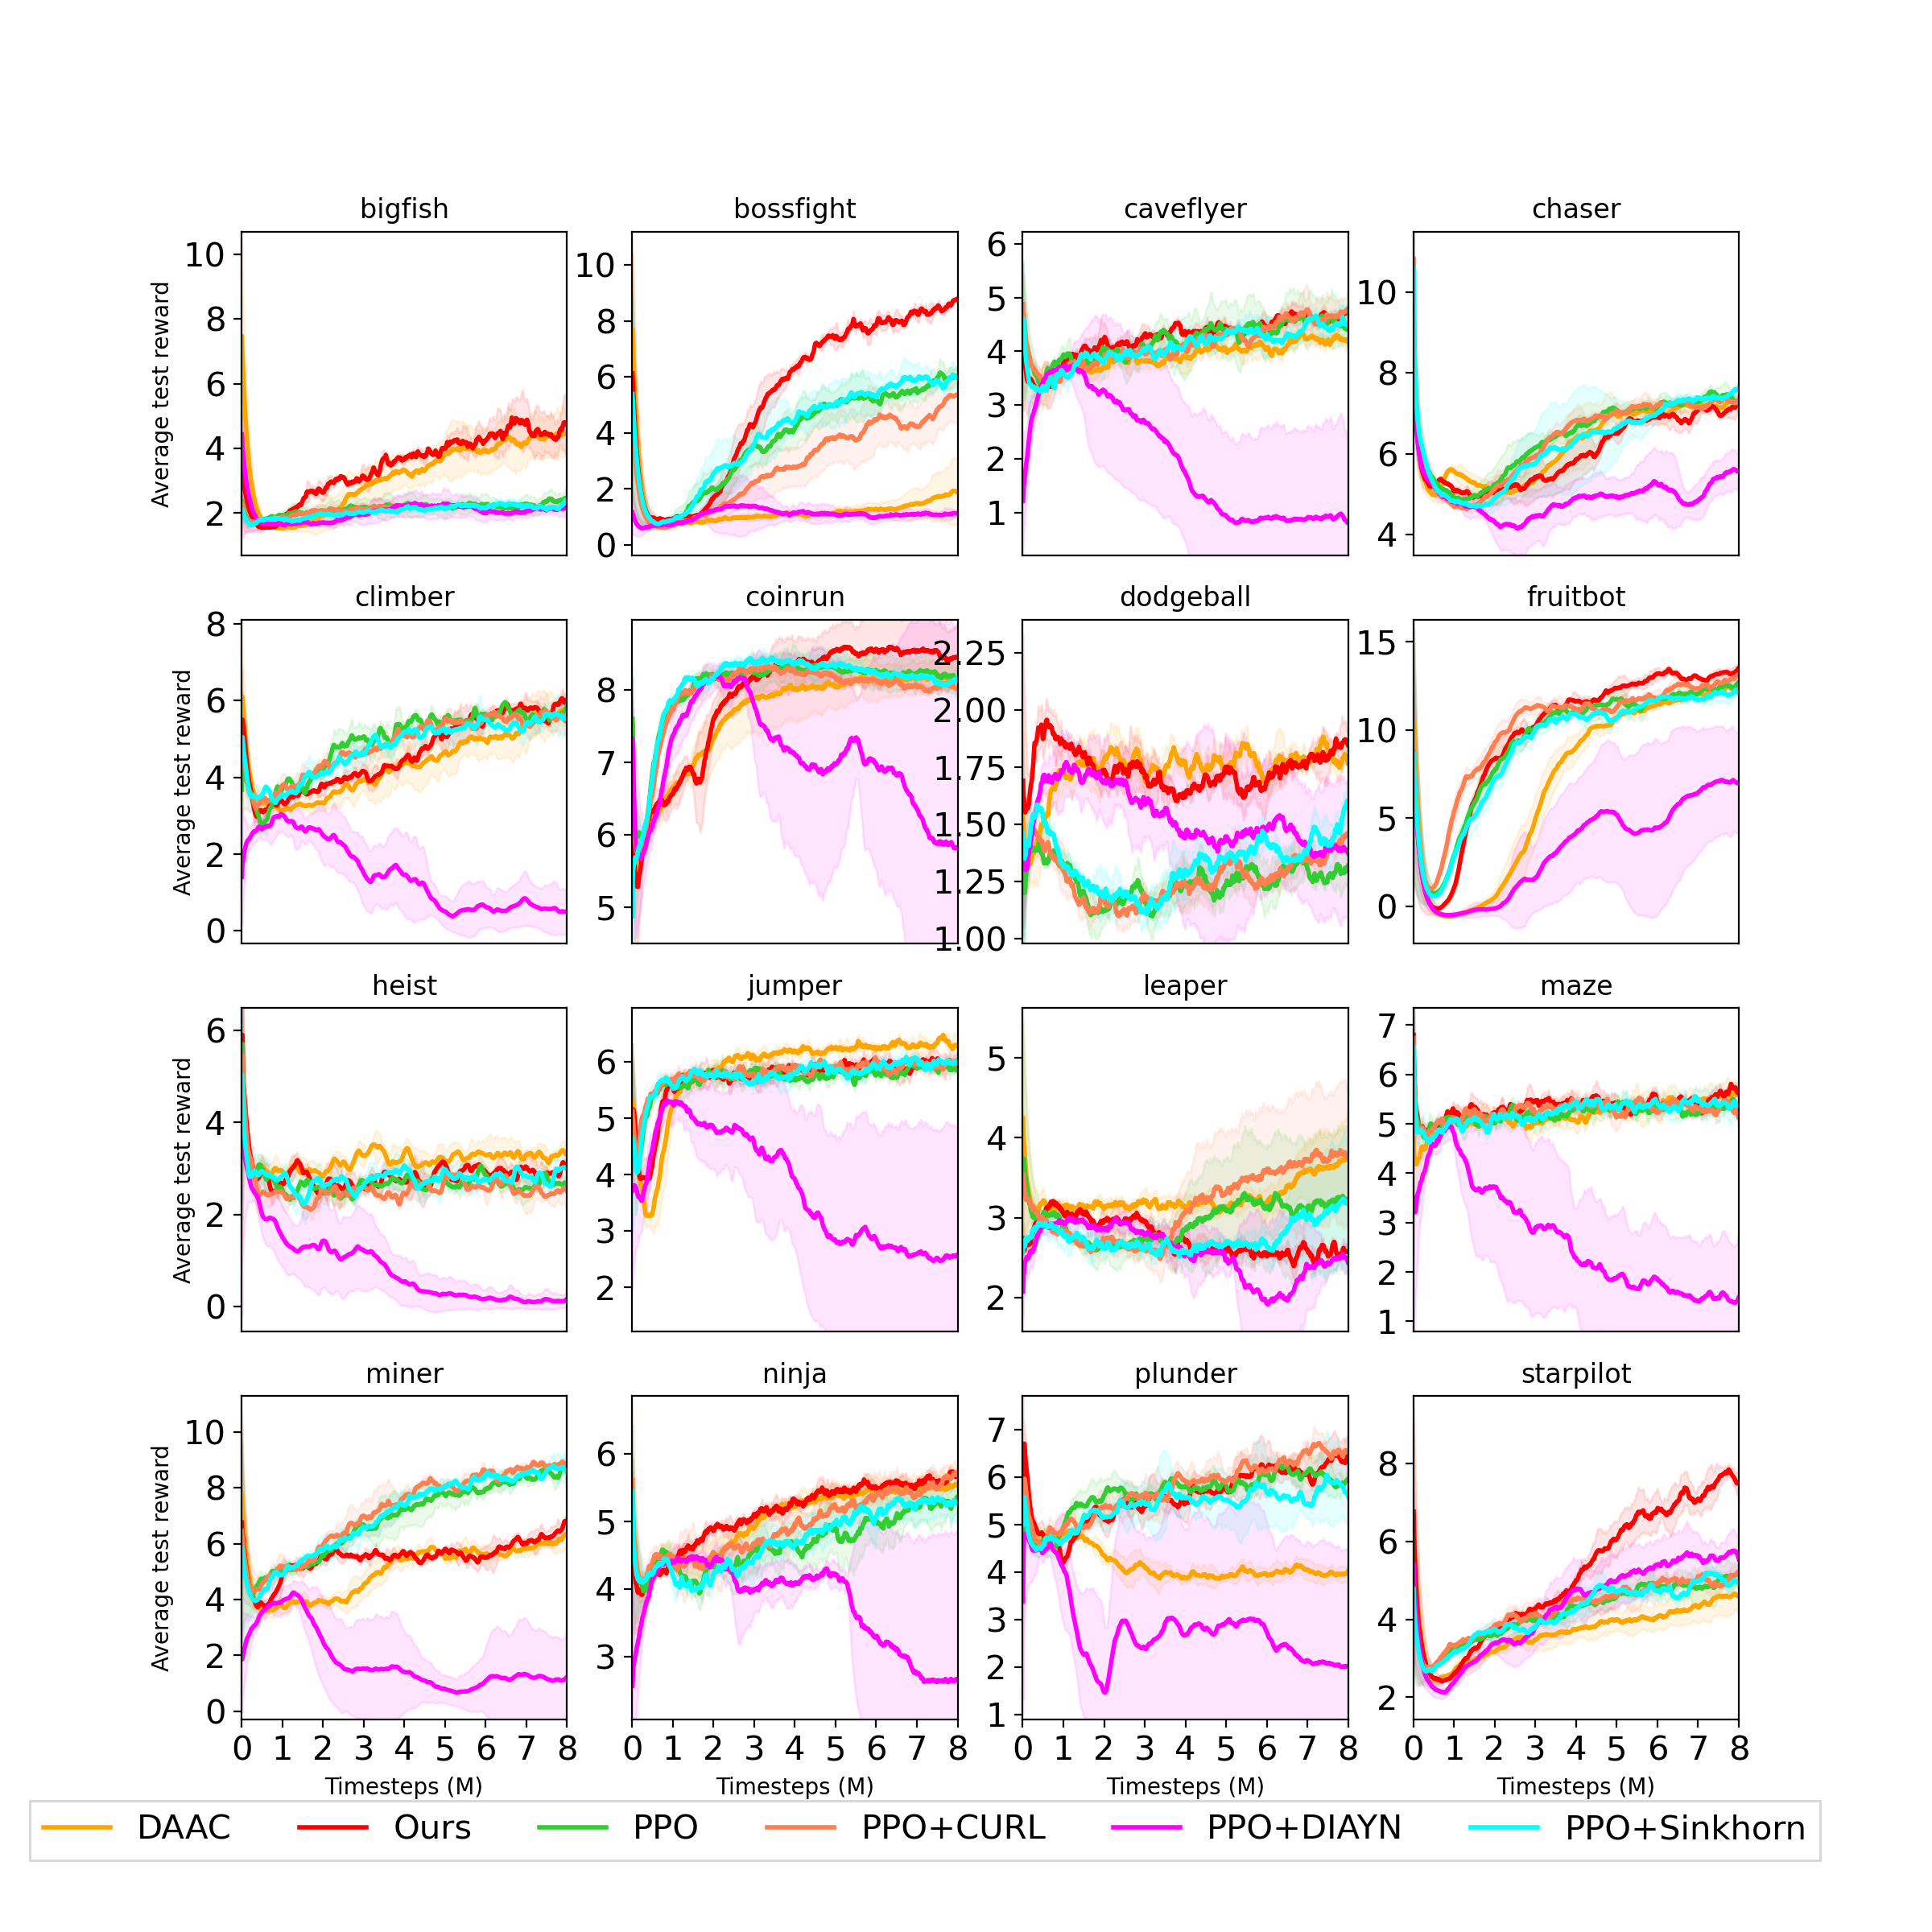 bigfish bossfight caveflyer chaser
10 8 6 4 2
10 8 6 4 2 0
6 5 4 3 2 1
10 8 6 4
Average test reward
climber coinrun dodgeball fruitbot
8 6 4 2 0
8 7 6 5
2.25 2.00 1.75 1.50 1.25 1.00
15 10 5 0
Average test reward
heist jumper leaper maze
6 4 2 0
6 5 4 3 2
5 4 3 2
7 6 5 4 3 2 1
Average test reward
miner ninja plunder starpilot
10 8 6 4 2 0
6 5 4 3
7 6 5 4 3 2 1
8 6 4 2
Average test reward
0 1 2 3 4 5 6 7 8 0 1 2 3 4 5 6 7 8 0 1 2 3 4 5 6 7 8 0 1 2 3 4 5 6 7 8
Timesteps (M) Timesteps (M) Timesteps (M) Timesteps (M)
DAAC Ours PPO PPO+CURL PPO+DIAYN PPO+Sinkhorn